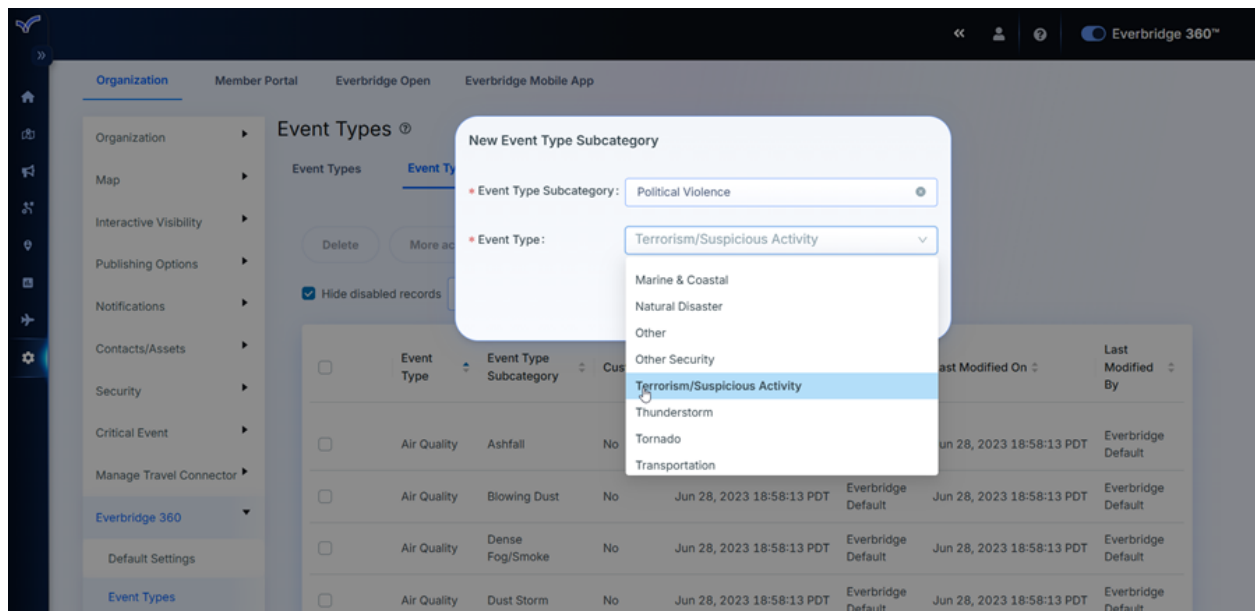 Everbridge 360™
Organization Member Portal Everbridge Open Everbridge Mobile App
Organization
Map
Interactive Visibility
Publishing Options
Notifications
Contacts/Assets
Security
Critical Event
Manage Travel Connector
Everbridge 360
Default Settings
Event Types
Event Types
Event Types Event Ty
Delete More ac
Hide disabled records
New Event Type Subcategory
* Event Type Subcategory: Political Violence
* Event Type: Terrorism/Suspicious Activity
Marine & Coastal
Natural Disaster
Other
Other Security
Terrorism/Suspicious Activity
Thunderstorm
Tornado
Transportation
Event Type Event Type Subcategory Cus ast Modified On Last Modified By
Air Quality Ashfall No un 28, 2023 18:58:13 PDT Everbridge Default
Air Quality Blowing Dust No Jun 28, 2023 18:58:13 PDT Everbridge Default Jun 28, 2023 18:58:13 PDT Everbridge Default
Air Quality Dense Fog/Smoke No Jun 28, 2023 18:58:13 PDT Everbridge Default Jun 28, 2023 18:58:13 PDT Everbridge Default
Air Quality Dust Storm No Jun 28, 2023 18:58:13 PDT Everbridge Default Jun 28, 2023 18:58:13 PDT Everbridge Default